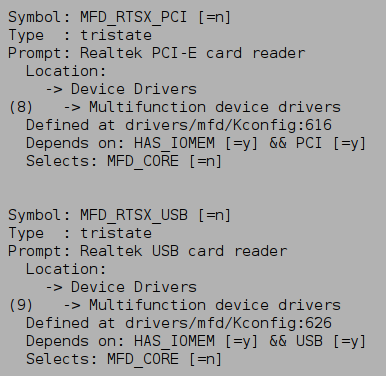 Symbol: MFD_RTSX_PCI [=n]
Type  : tristate
Prompt: Realtek PCI-E card reader
  Location:
    -> Device Drivers
(8)   -> Multifunction device drivers
  Defined at drivers/mfd/Kconfig:616
  Depends on: HAS_IOMEM [=y] && PCI [=y]
  Selects: MFD_CORE [=n]
Symbol: MFD_RTSX_USB [=n]
Type  : tristate
Prompt: Realtek USB card reader
  Location:
    -> Device Drivers
(9)   -> Multifunction device drivers
  Defined at drivers/mfd/Kconfig:626
  Depends on: HAS_IOMEM [=y] && USB [=y]
  Selects: MFD_CORE [=n]